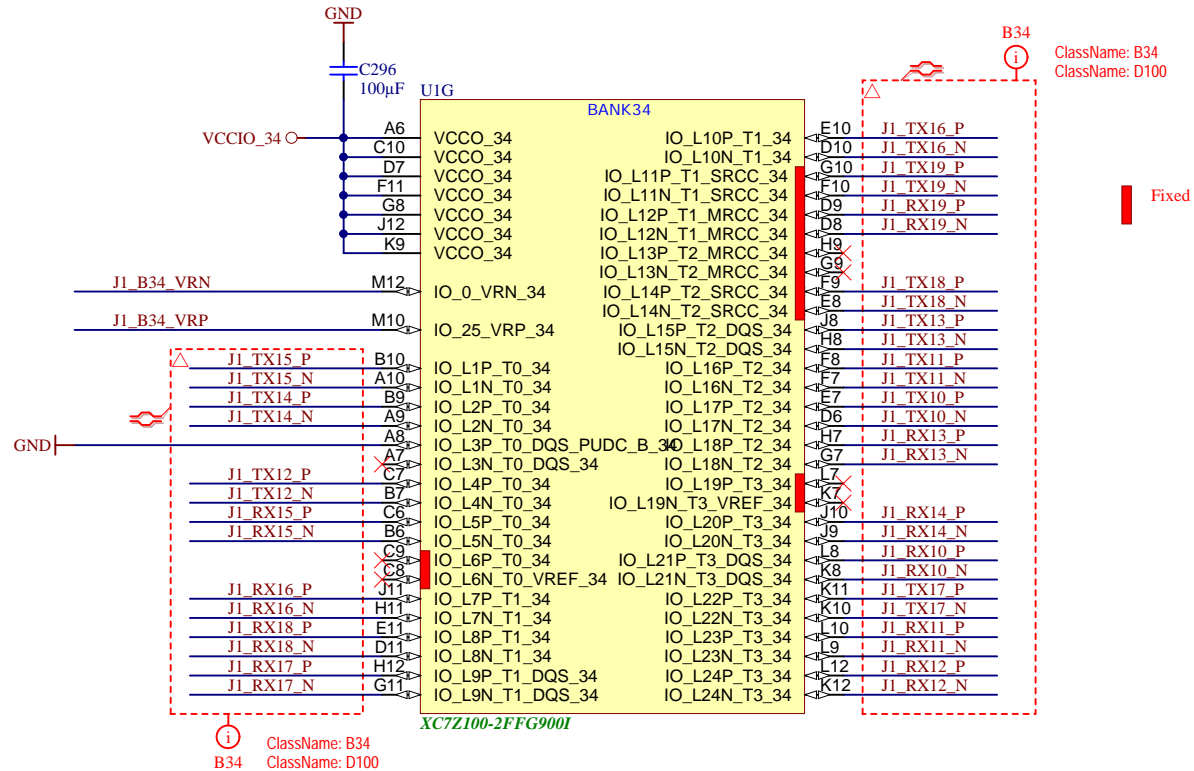 GND
C296
100µF
VCCIO_34
U1G
BANK34
A6 VCCO_34
C10 VCCO_34
D7 VCCO_34
F11 VCCO_34
G8 VCCO_34
J12 VCCO_34
K9 VCCO_34
J1_B34_VRN M12 IO_0_VRN_34
J1_B34_VRP M10 IO_25_VRP_34
J1_TX15_P B10 IO_L1P_T0_34
J1_TX15_N A10 IO_L1N_T0_34
J1_TX14_P B9 IO_L2P_T0_34
J1_TX14_N A9 IO_L2N_T0_34
GND A8 IO_L3P_T0_DQS_PUDC_B_34
A7 IO_L3N_T0_DQS_34
J1_TX12_P C7 IO_L4P_T0_34
J1_TX12_N B7 IO_L4N_T0_34
J1_RX15_P C6 IO_L5P_T0_34
J1_RX15_N B6 IO_L5N_T0_34
C9 IO_L6P_T0_34
C8 IO_L6N_T0_VREF_34
J1_RX16_P J11 IO_L7P_T1_34
J1_RX16_N H11 IO_L7N_T1_34
J1_RX18_P E11 IO_L8P_T1_34
J1_RX18_N D11 IO_L8N_T1_34
J1_RX17_P H12 IO_L9P_T1_DQS_34
J1_RX17_N G11 IO_L9N_T1_DQS_34
IO_L10P_T1_34 E10 J1_TX16_P
IO_L10N_T1_34 D10 J1_TX16_N
IO_L11P_T1_SRCC_34 G10 J1_TX19_P
IO_L11N_T1_SRCC_34 F10 J1_TX19_N
IO_L12P_T1_MRCC_34 D9 J1_RX19_P
IO_L12N_T1_MRCC_34 D8 J1_RX19_N
IO_L13P_T2_MRCC_34 H9
IO_L13N_T2_MRCC_34 G9
IO_L14P_T2_SRCC_34 F9 J1_TX18_P
IO_L14N_T2_SRCC_34 E8 J1_TX18_N
IO_L15P_T2_DQS_34 J8 J1_TX13_P
IO_L15N_T2_DQS_34 H8 J1_TX13_N
IO_L16P_T2_34 F8 J1_TX11_P
IO_L16N_T2_34 F7 J1_TX11_N
IO_L17P_T2_34 E7 J1_TX10_P
IO_L17N_T2_34 D6 J1_TX10_N
IO_L18P_T2_34 H7 J1_RX13_P
IO_L18N_T2_34 G7 J1_RX13_N
IO_L19P_T3_34 L7
IO_L19N_T3_VREF_34 K7
IO_L20P_T3_34 J10 J1_RX14_P
IO_L20N_T3_34 J9 J1_RX14_N
IO_L21P_T3_DQS_34 L8 J1_RX10_P
IO_L21N_T3_DQS_34 K8 J1_RX10_N
IO_L22P_T3_34 K11 J1_TX17_P
IO_L22N_T3_34 K10 J1_TX17_N
IO_L23P_T3_34 L10 J1_RX11_P
IO_L23N_T3_34 L9 J1_RX11_N
IO_L24P_T3_34 L12 J1_RX12_P
IO_L24N_T3_34 K12 J1_RX12_N
XC7Z100-2FFG900I
B34
i
ClassName: B34
ClassName: D100
Fixed
i
B34
ClassName: B34
ClassName: D100